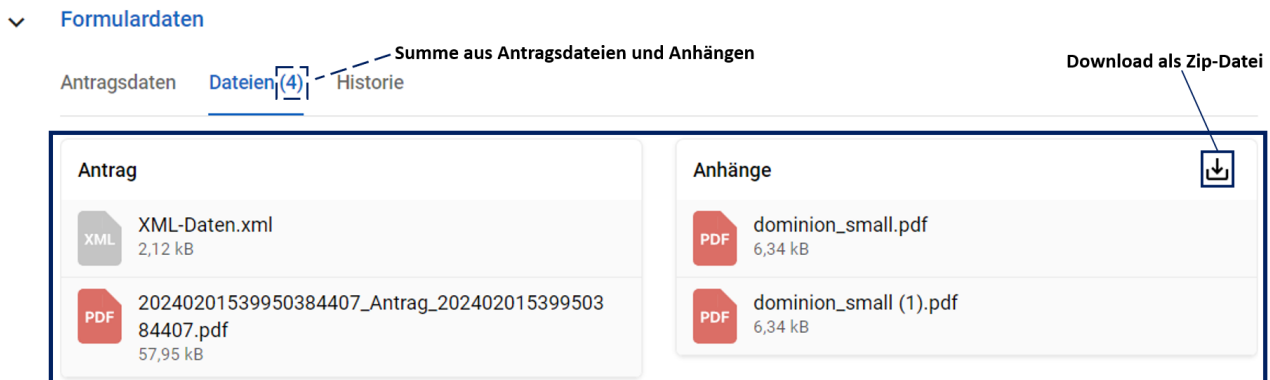 Formulardaten
Summe aus Antragsdateien und Anhängen
Download als Zip-Datei
Antragsdaten
Dateien (4)
Historie
Antrag
XML
XML-Daten.xml
2,12 kB
PDF
20240201539950384407_Antrag_202402015399503
84407.pdf
57,95 kB
Anhänge
PDF
dominion_small.pdf
6,34 kB
PDF
dominion_small (1).pdf
6,34 kB